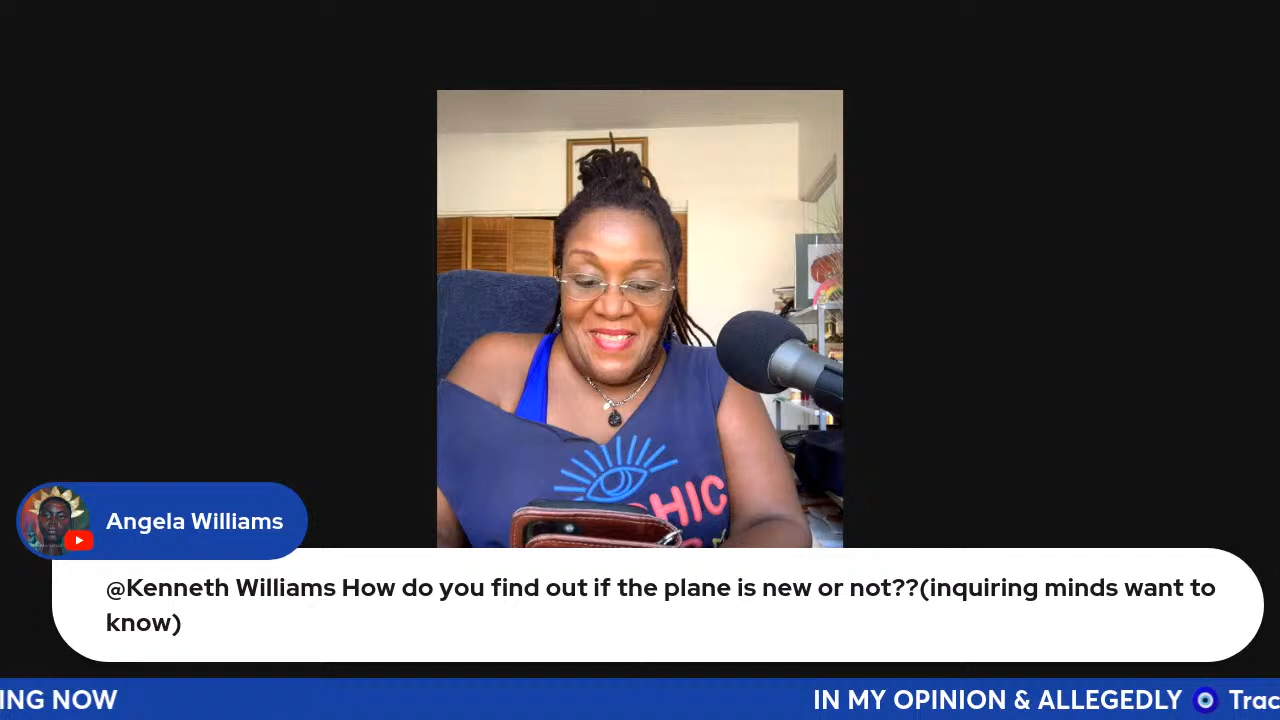 HIC
Angela Williams
@Kenneth Williams How do you find out if the plane is new or not??(inquiring minds want to
know)
ING NOW
IN MY OPINION & ALLEGEDLY
Trac